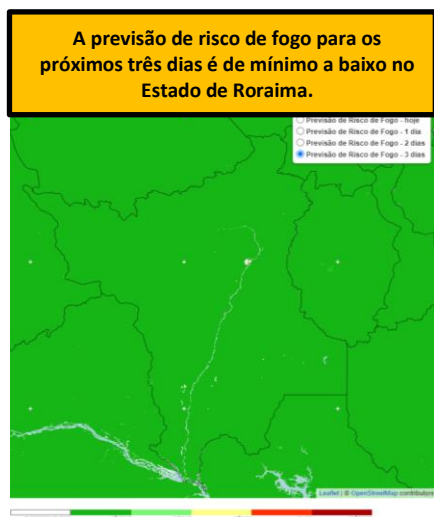 A previsão de risco de fogo para os
próximos três dias é de mínimo a baixo no
Estado de Roraima.
Previsão de Risco de Fogo - hoje
Previsão de Risco de Fogo - 1 dia
Previsão de Risco de Fogo - 2 dias
Previsão de Risco de Fogo - 3 dias
Leaflet | © OpenStreetMap contributors